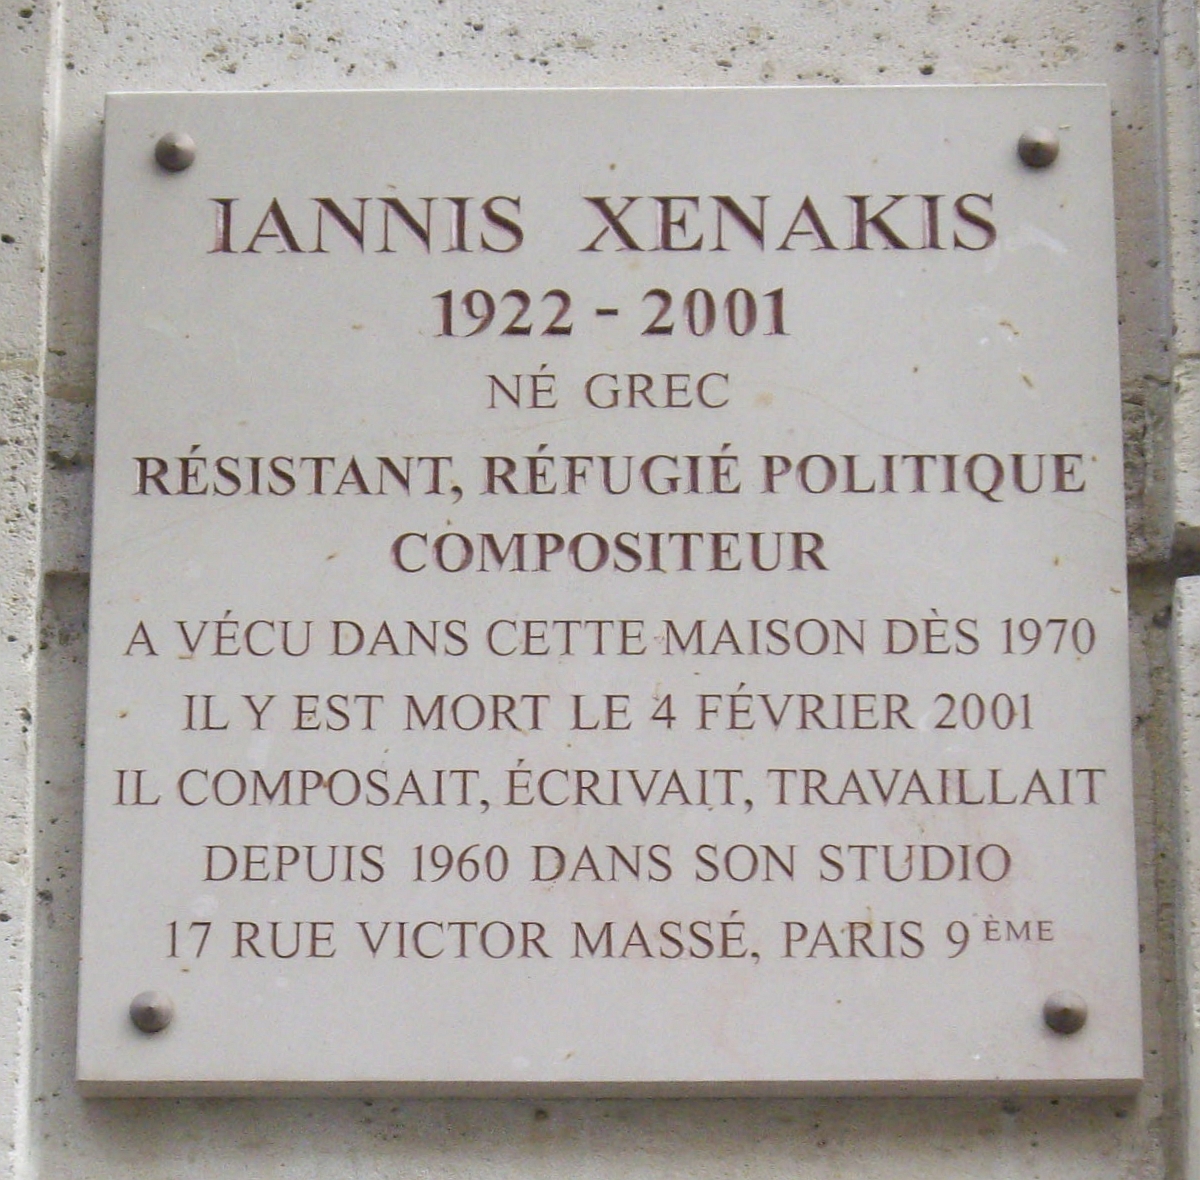 IANNIS XENAKIS
1922 - 2001
NÉ GREC
RÉSISTANT, RÉFUGIÉ POLITIQUE
COMPOSITEUR
A VÉCU DANS CETTE MAISON DÈS 1970
IL Y EST MORT LE 4 FÉVRIER 2001
IL COMPOSAIT, ÉCRIVAIT, TRAVAILLAIT
DEPUIS 1960 DANS SON STUDIO
17 RUE VICTOR MASSÉ, PARIS 9ÈME